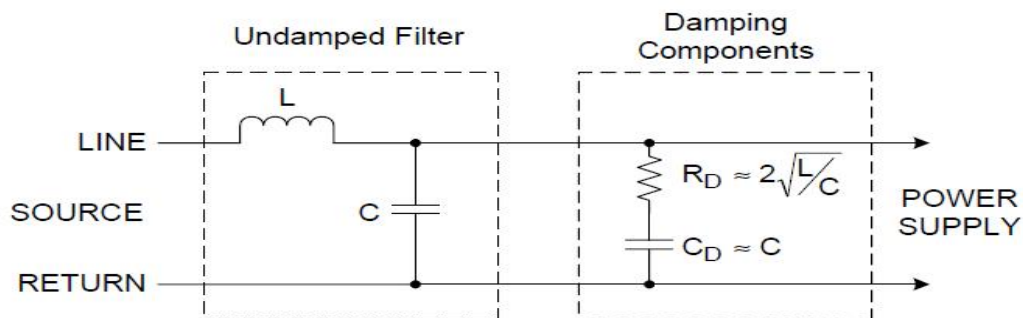 Undamped Filter
Damping
Components
L
LINE
SOURCE
C
RETURN
R_D ≈ 2√L/C
C_D ≈ C
POWER
SUPPLY